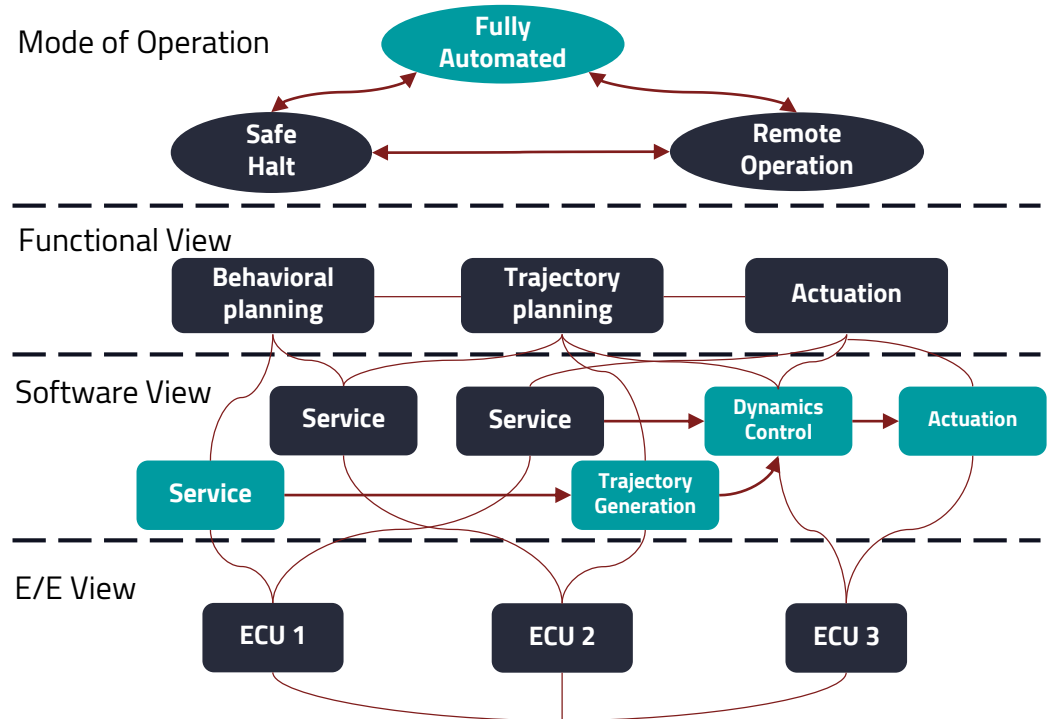 Mode of Operation
Fully
Automated
Safe
Halt
Remote
Operation
Functional View
Behavioral
planning
Trajectory
planning
Actuation
Software View
Service
Service
Dynamics
Control
Actuation
Service
Trajectory
Generation
E/E View
ECU 1
ECU 2
ECU 3